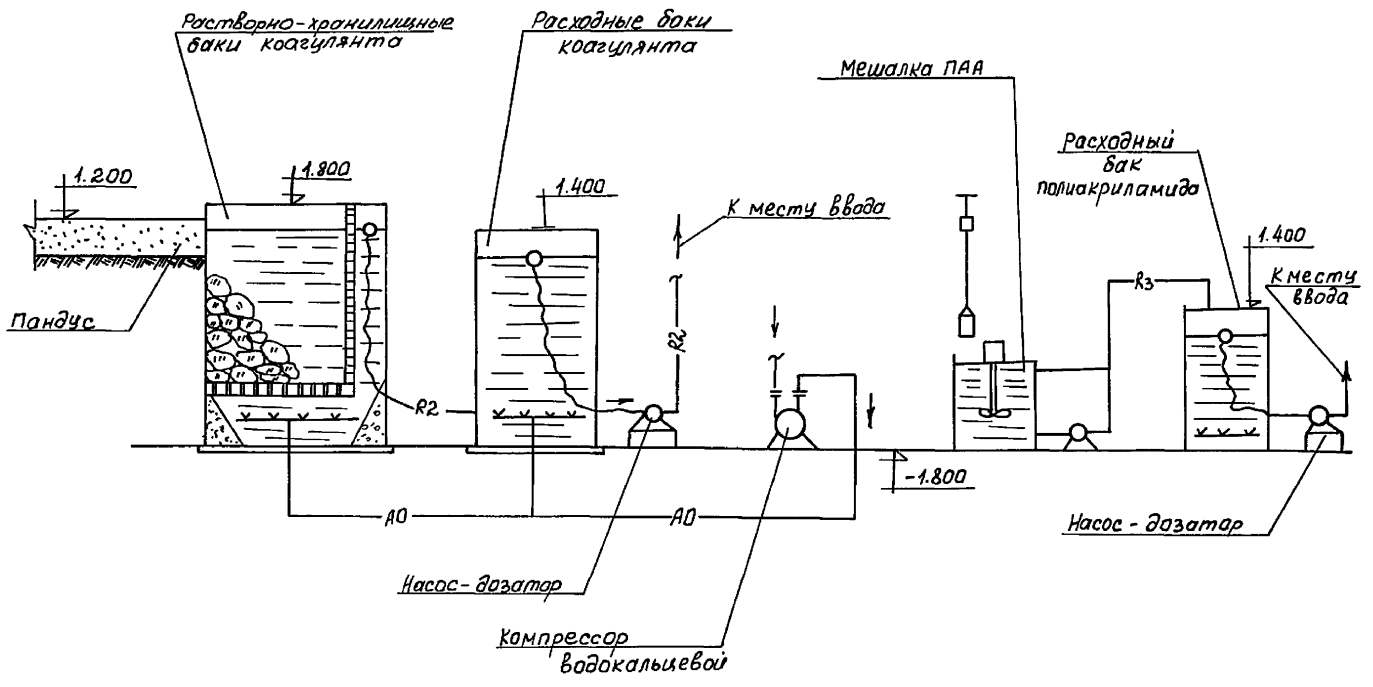 Растворно-хранилищные
баки коагулянта
Расходные баки
коагулянта
Мешалка ПАА
Расходный
бак
полиакриламида
1.200
1.800
1.400
К месту ввода
1.400
К месту
ввода
R3
Пандус
R2
R2
-1.800
А0
А0
Насос-дозатор
Насос-дозатор
Компрессор
водокальцевой